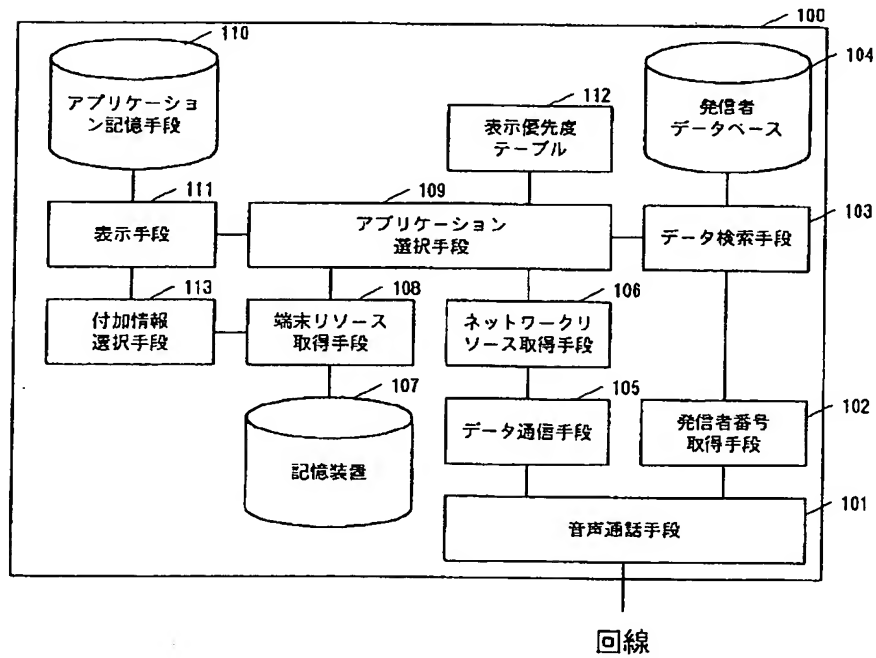 100
110
104
アプリケーショ
ン記憶手段
112
発信者
データベース
表示優先度
テーブル
111
109
103
表示手段
アプリケーション
選択手段
データ検索手段
113
108
106
付加情報
選択手段
端末リソース
取得手段
ネットワークリ
ソース取得手段
107
105
102
記憶装置
データ通信手段
発信者番号
取得手段
101
音声通話手段
回線